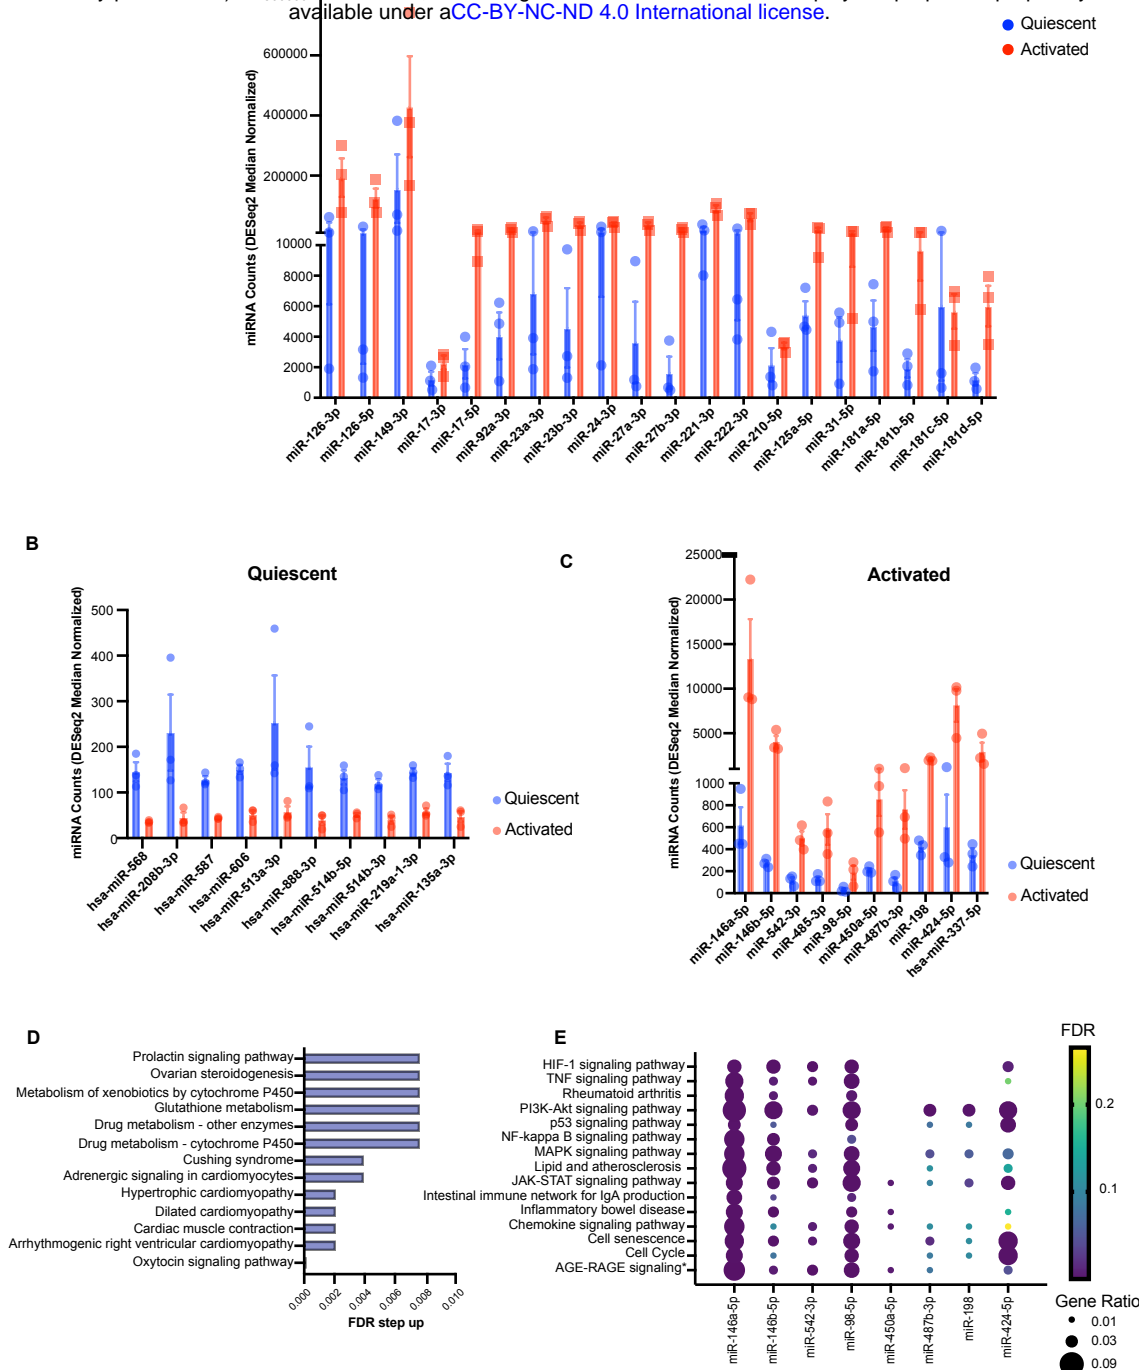 available under aCC-BY-NC-ND 4.0 International license.
Quiescent
Activated
miRNA Counts (DESeq2 Median Normalized)
600000
400000
200000
10000
8000
6000
4000
2000
0
miR-126-3p
miR-126-5p
miR-149-3p
miR-17-3p
miR-17-5p
miR-92a-3p
miR-23a-3p
miR-23b-3p
miR-24-3p
miR-27a-3p
miR-27b-3p
miR-221-3p
miR-222-3p
miR-210-5p
miR-125a-5p
miR-31-5p
miR-181a-5p
miR-181b-5p
miR-181c-5p
miR-181d-5p
B
Quiescent
miRNA Counts (DESeq2 Median Normalized)
500
400
300
200
100
0
hsa-miR-568
hsa-miR-208b-3p
hsa-miR-587
hsa-miR-606
hsa-miR-513a-3p
hsa-miR-888-3p
hsa-miR-514b-5p
hsa-miR-514b-3p
hsa-miR-219a-1-3p
hsa-miR-135a-3p
Quiescent
Activated
C
Activated
miRNA Counts (DESeq2 Median Normalized)
25000
20000
15000
10000
5000
1000
800
600
400
200
0
miR-146a-5p
miR-146b-5p
miR-542-3p
miR-485-3p
miR-98-5p
miR-450a-5p
miR-487b-3p
miR-198
miR-424-5p
hsa-miR-337-5p
Quiescent
Activated
D
Prolactin signaling pathway
Ovarian steroidogenesis
Metabolism of xenobiotics by cytochrome P450
Glutathione metabolism
Drug metabolism - other enzymes
Drug metabolism - cytochrome P450
Cushing syndrome
Adrenergic signaling in cardiomyocytes
Hypertrophic cardiomyopathy
Dilated cardiomyopathy
Cardiac muscle contraction
Arrhythmogenic right ventricular cardiomyopathy
Oxytocin signaling pathway
0.000
0.002
0.004
0.006
0.008
0.010
FDR step up
E
HIF-1 signaling pathway
TNF signaling pathway
Rheumatoid arthritis
PI3K-Akt signaling pathway
p53 signaling pathway
NF-kappa B signaling pathway
MAPK signaling pathway
Lipid and atherosclerosis
JAK-STAT signaling pathway
Intestinal immune network for IgA production
Inflammatory bowel disease
Chemokine signaling pathway
Cell senescence
Cell Cycle
AGE-RAGE signaling*
miR-146a-5p
miR-146b-5p
miR-542-3p
miR-98-5p
miR-450a-5p
miR-487b-3p
miR-198
miR-424-5p
FDR
0.2
0.1
Gene Ratio
0.01
0.03
0.09